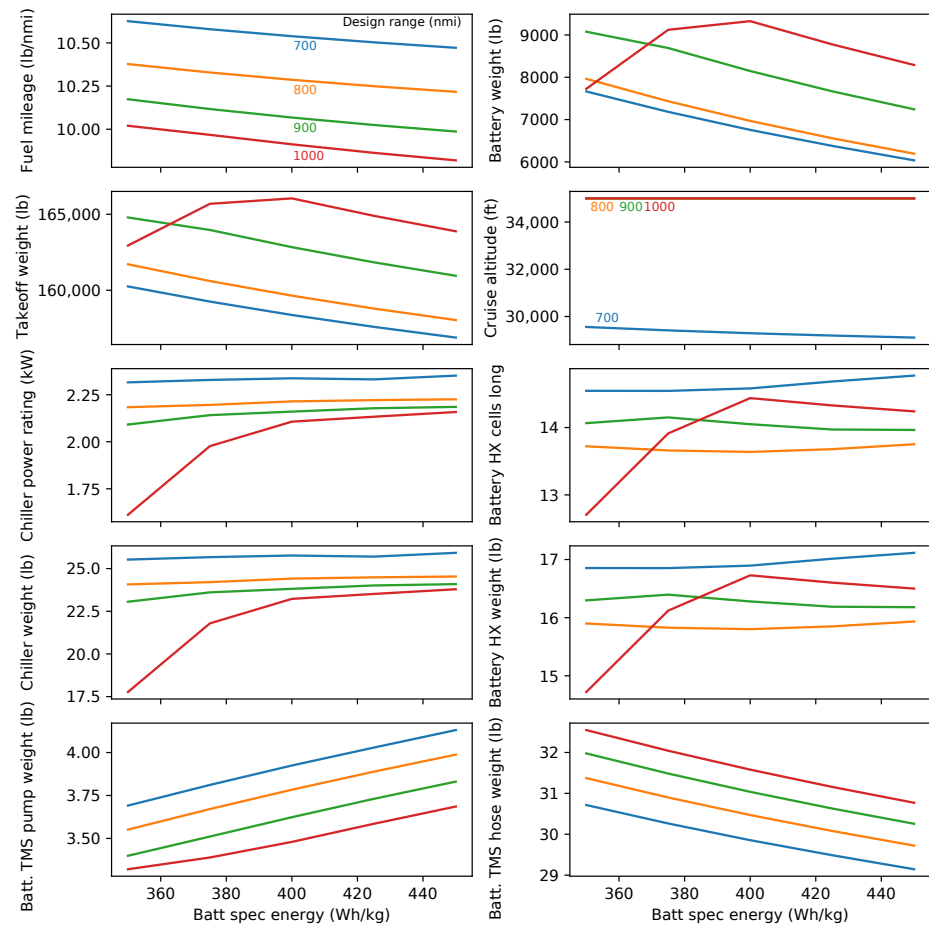 Design range (nmi)
Fuel mileage (lb/nmi)
10.50
10.25
10.00
700
800
900
1000
Battery weight (lb)
9000
8000
7000
6000
Takeoff weight (lb)
165,000
160,000
Cruise altitude (ft)
34,000
32,000
30,000
800 900 1000
700
Chiller power rating (kW)
2.25
2.00
1.75
Battery HX cells long
14
13
Chiller weight (lb)
25.0
22.5
20.0
17.5
Battery HX weight (lb)
17
16
15
Batt. TMS pump weight (lb)
4.00
3.75
3.50
360 380 400 420 440
Batt spec energy (Wh/kg)
Batt. TMS hose weight (lb)
32
31
30
29
360 380 400 420 440
Batt spec energy (Wh/kg)